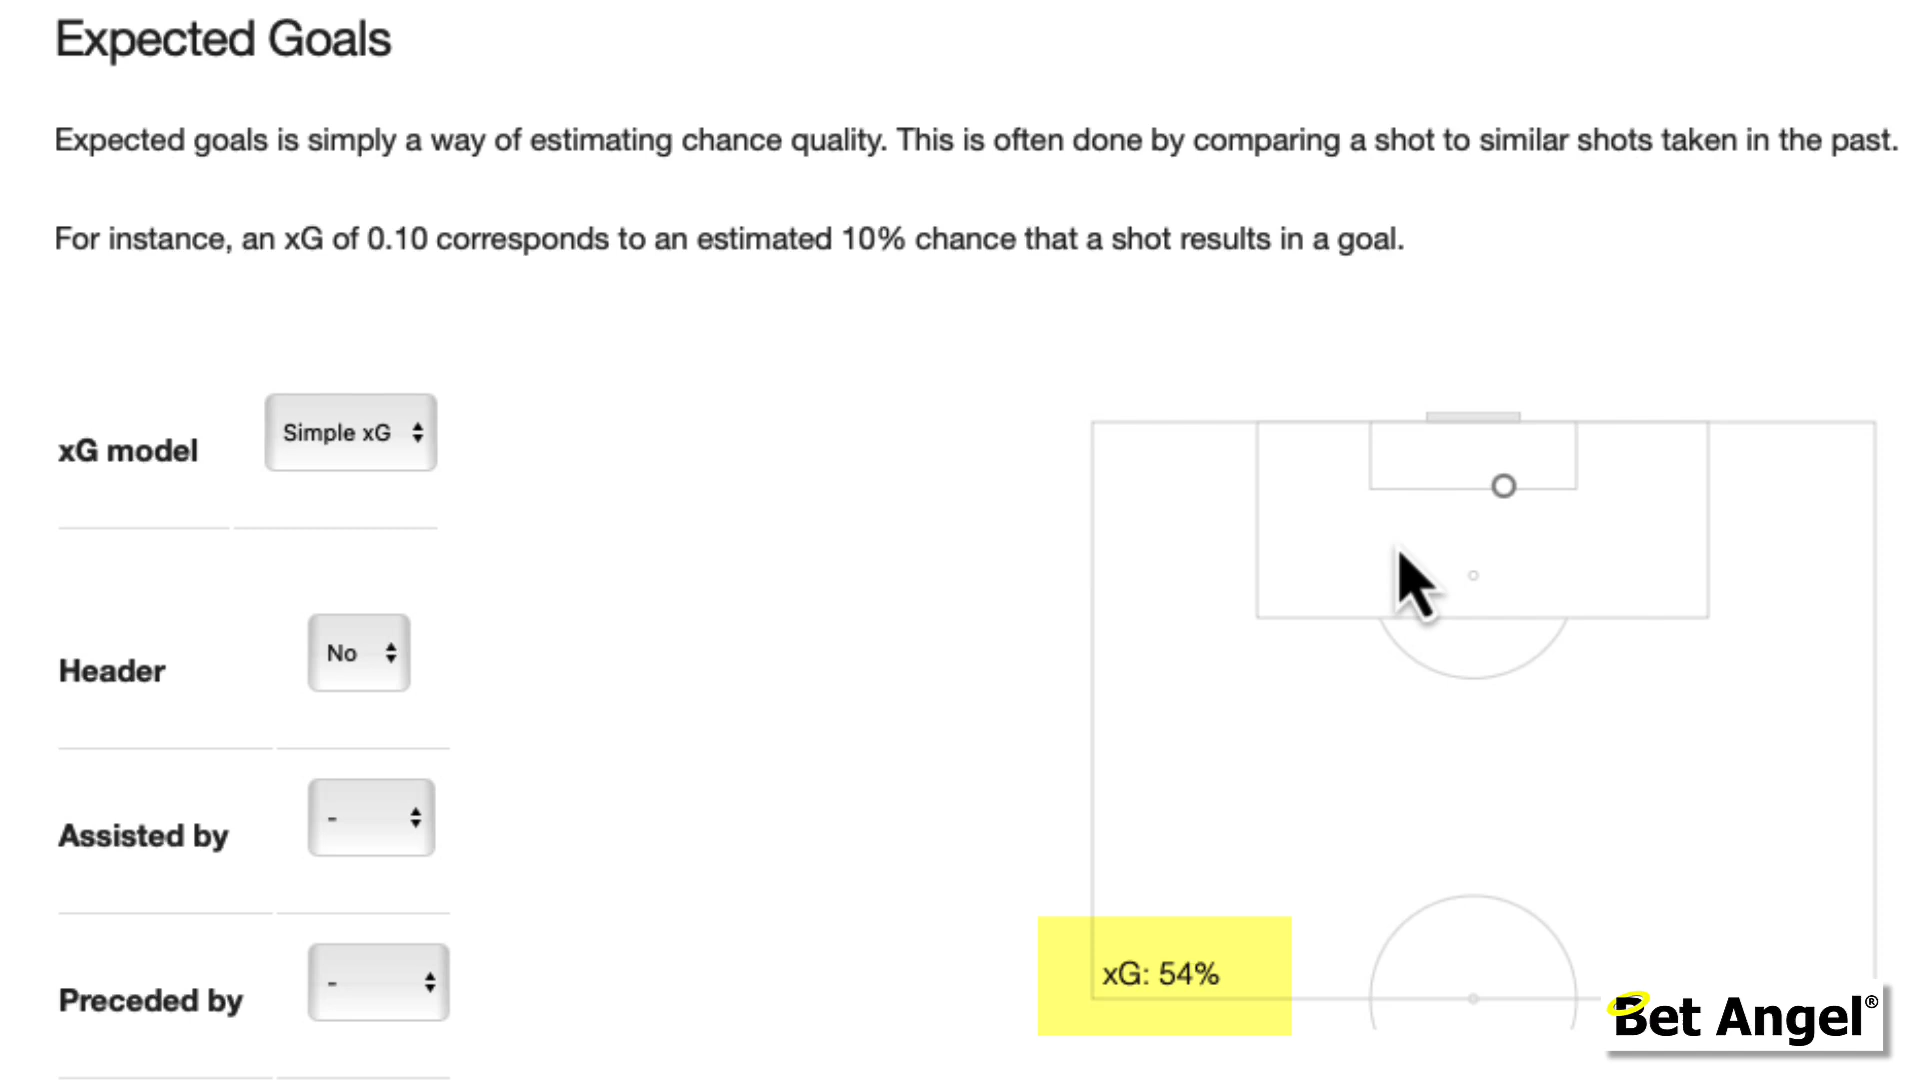 Expected Goals
Expected goals is simply a way of estimating chance quality. This is often done by comparing a shot to similar shots taken in the past.
For instance, an xG of 0.10 corresponds to an estimated 10% chance that a shot results in a goal.
xG model
Simple xG
Header
No
Assisted by
-
Preceded by
-
xG: 54%
Bet Angel®